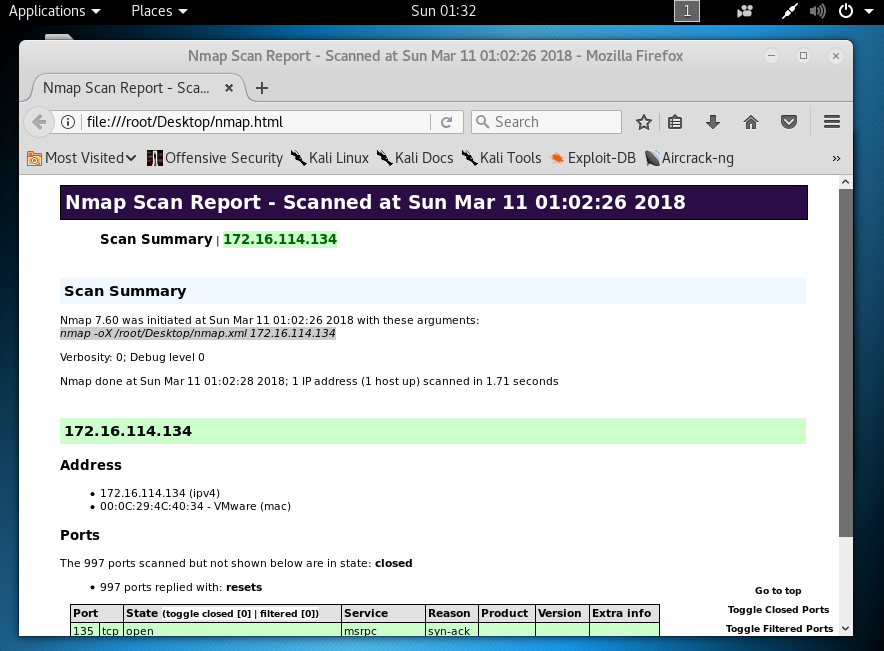 Applications Places Sun 01:32 1
Nmap Scan Report - Scanned at Sun Mar 11 01:02:26 2018 - Mozilla Firefox
Nmap Scan Report - Sca...
file:///root/Desktop/nmap.html Search
Most Visited Offensive Security Kali Linux Kali Docs Kali Tools Exploit-DB Aircrack-ng »
Nmap Scan Report - Scanned at Sun Mar 11 01:02:26 2018
Scan Summary | 172.16.114.134
Scan Summary
Nmap 7.60 was initiated at Sun Mar 11 01:02:26 2018 with these arguments:
nmap -oX /root/Desktop/nmap.xml 172.16.114.134
Verbosity: 0; Debug level 0
Nmap done at Sun Mar 11 01:02:28 2018; 1 IP address (1 host up) scanned in 1.71 seconds
172.16.114.134
Address
• 172.16.114.134 (ipv4)
• 00:0C:29:4C:40:34 - VMware (mac)
Ports
The 997 ports scanned but not shown below are in state: closed
• 997 ports replied with: resets
Port State (toggle closed [0] | filtered [0]) Service Reason Product Version Extra info
135 tcp open msrpc syn-ack
Go to top
Toggle Closed Ports
Toggle Filtered Ports